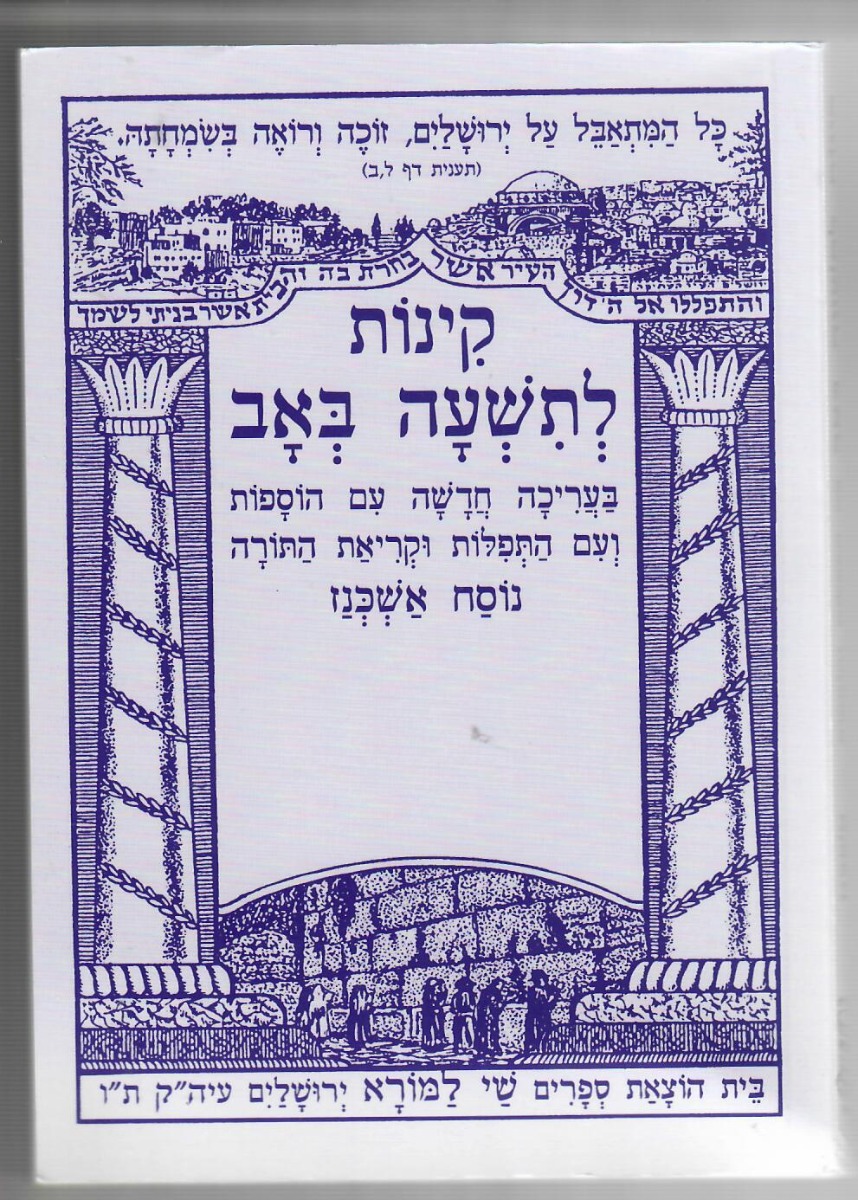 כָּל הַמִּתְאַבֵּל עַל יְרוּשָׁלַיִם, זוֹכֶה וְרוֹאֶה בְּשִׂמְחָתָהּ.
(תענית דף ל,ב)
והתפללו אל ה' דרך העיר אשר בחרת בה והבית אשר בניתי לשמך
קִינוֹת
לְתִשְׁעָה בְּאָב
בַּעֲרִיכָה חֲדָשָׁה עִם הוֹסָפוֹת
וְעִם הַתְּפִלּוֹת וּקְרִיאַת הַתּוֹרָה
נוֹסַח אַשְׁכְּנַז
בֵּית הוֹצָאַת סְפָרִים שַׁי לַמּוֹרָא יְרוּשָׁלַיִם עיה"ק ת"ו